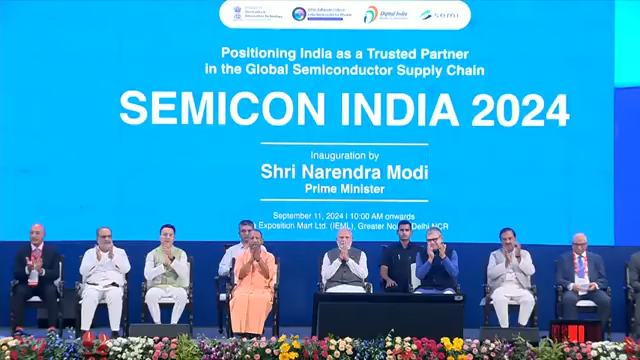 Digital India
semi
Positioning India as a Trusted Partner
in the Global Semiconductor Supply Chain
SEMICON INDIA 2024
Inauguration by
Shri Narendra Modi
Prime Minister
September 11, 2024 I 10:00 AM onwards
Exposition Mart Ltd. (IEML), Greater Delhi NCR